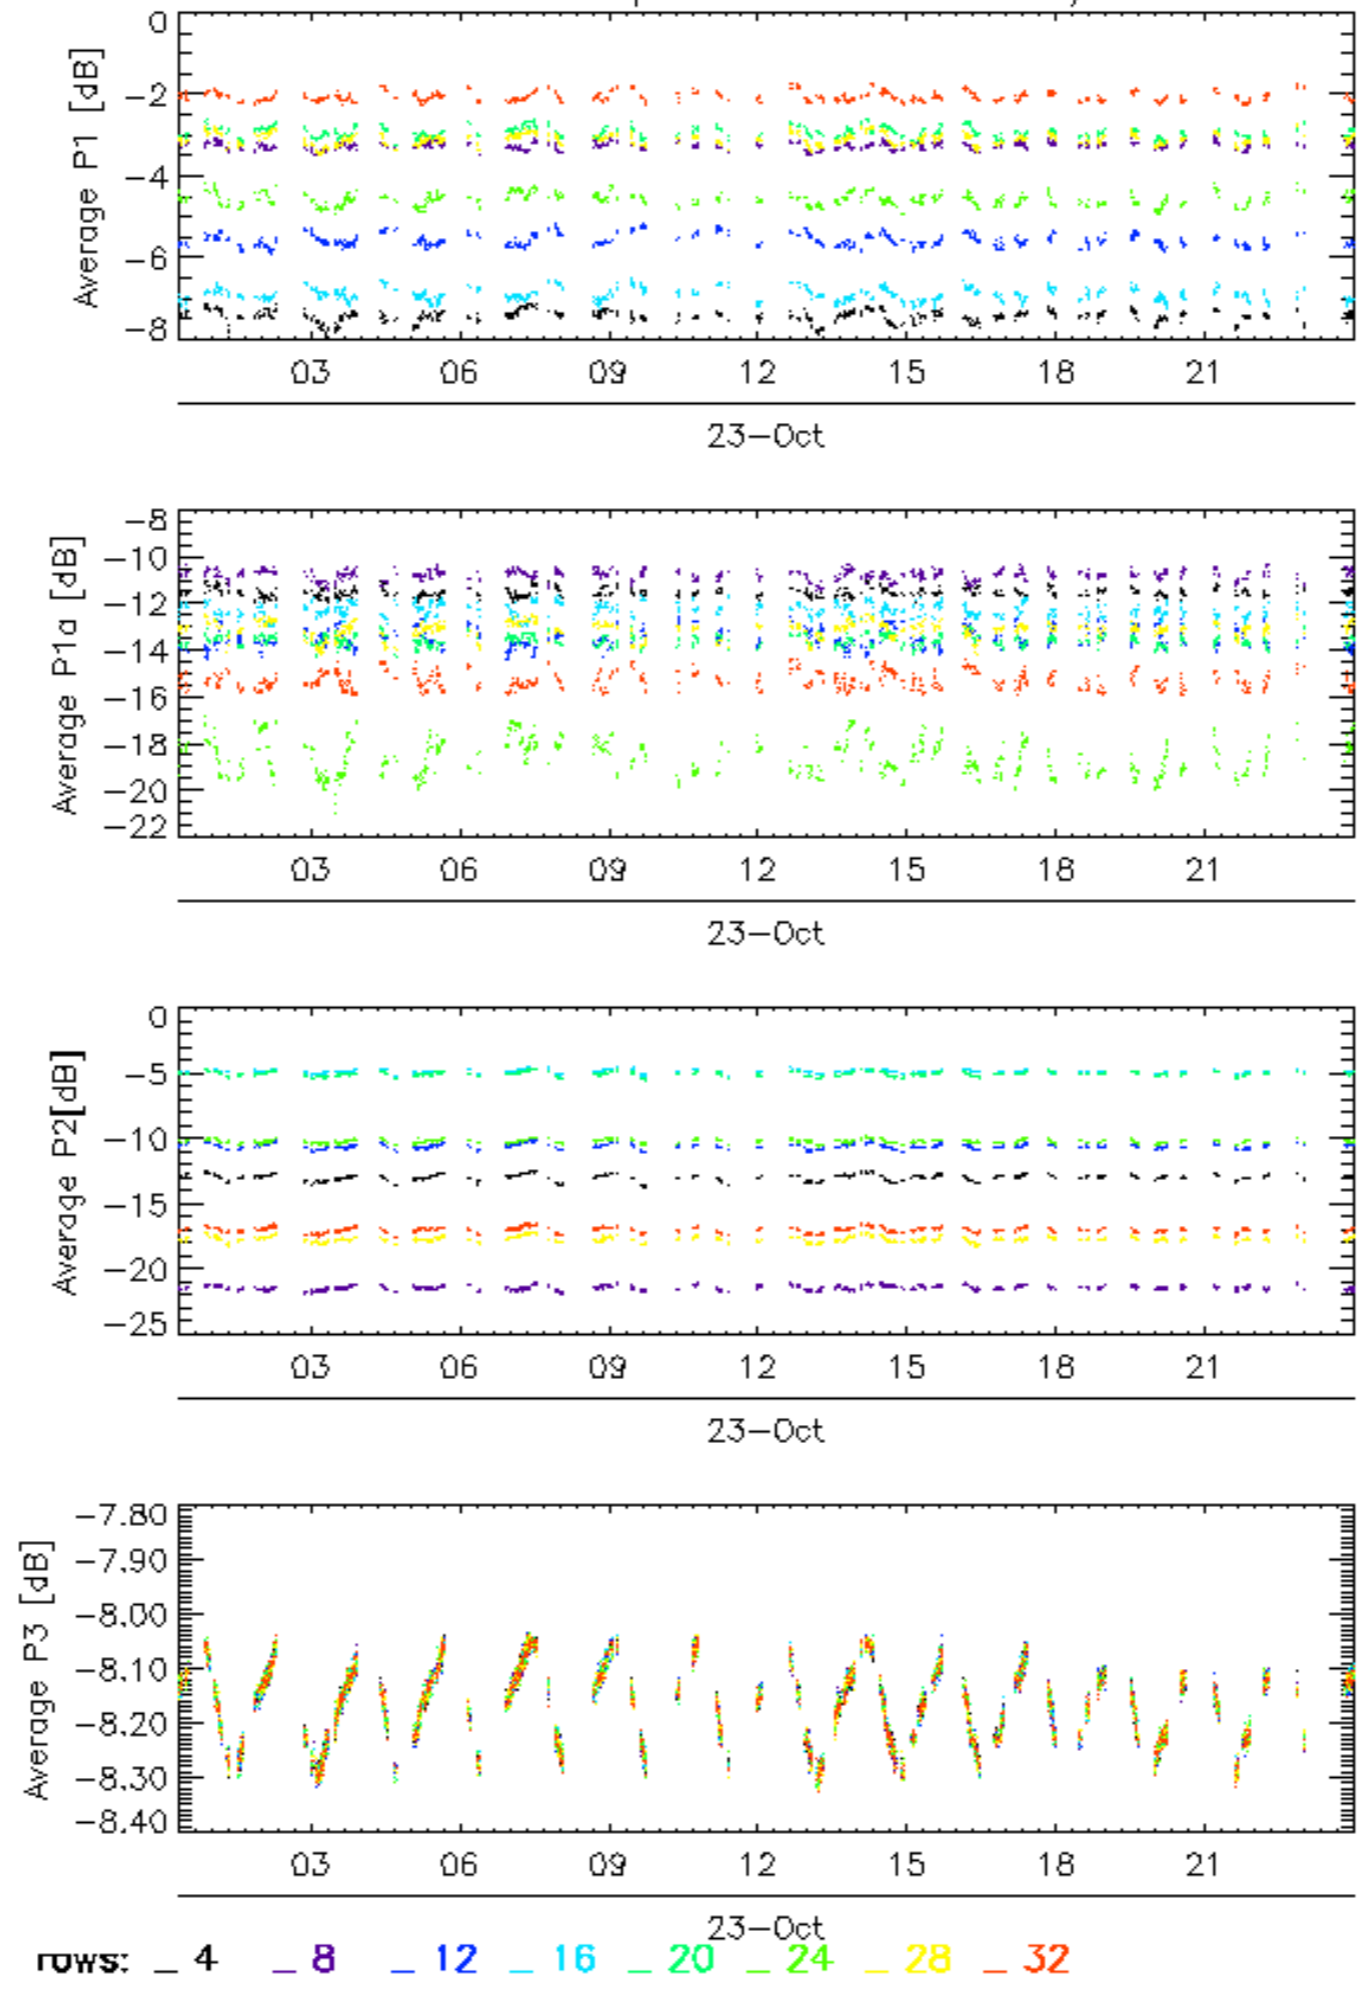 0
-2
-4
-6
-8
Average P1 [dB]
03 06 09 12 15 18 21
23-Oct
-8
-10
-12
-14
-16
-18
-20
-22
Average P1a [dB]
03 06 09 12 15 18 21
23-Oct
0
-5
-10
-15
-20
-25
Average P2[dB]
03 06 09 12 15 18 21
23-Oct
-7.80
-7.90
-8.00
-8.10
-8.20
-8.30
-8.40
Average P3 [dB]
03 06 09 12 15 18 21
23-Oct
rows: _ 4 _ 8 _ 12 _ 16 _ 20 _ 24 _ 28 _ 32